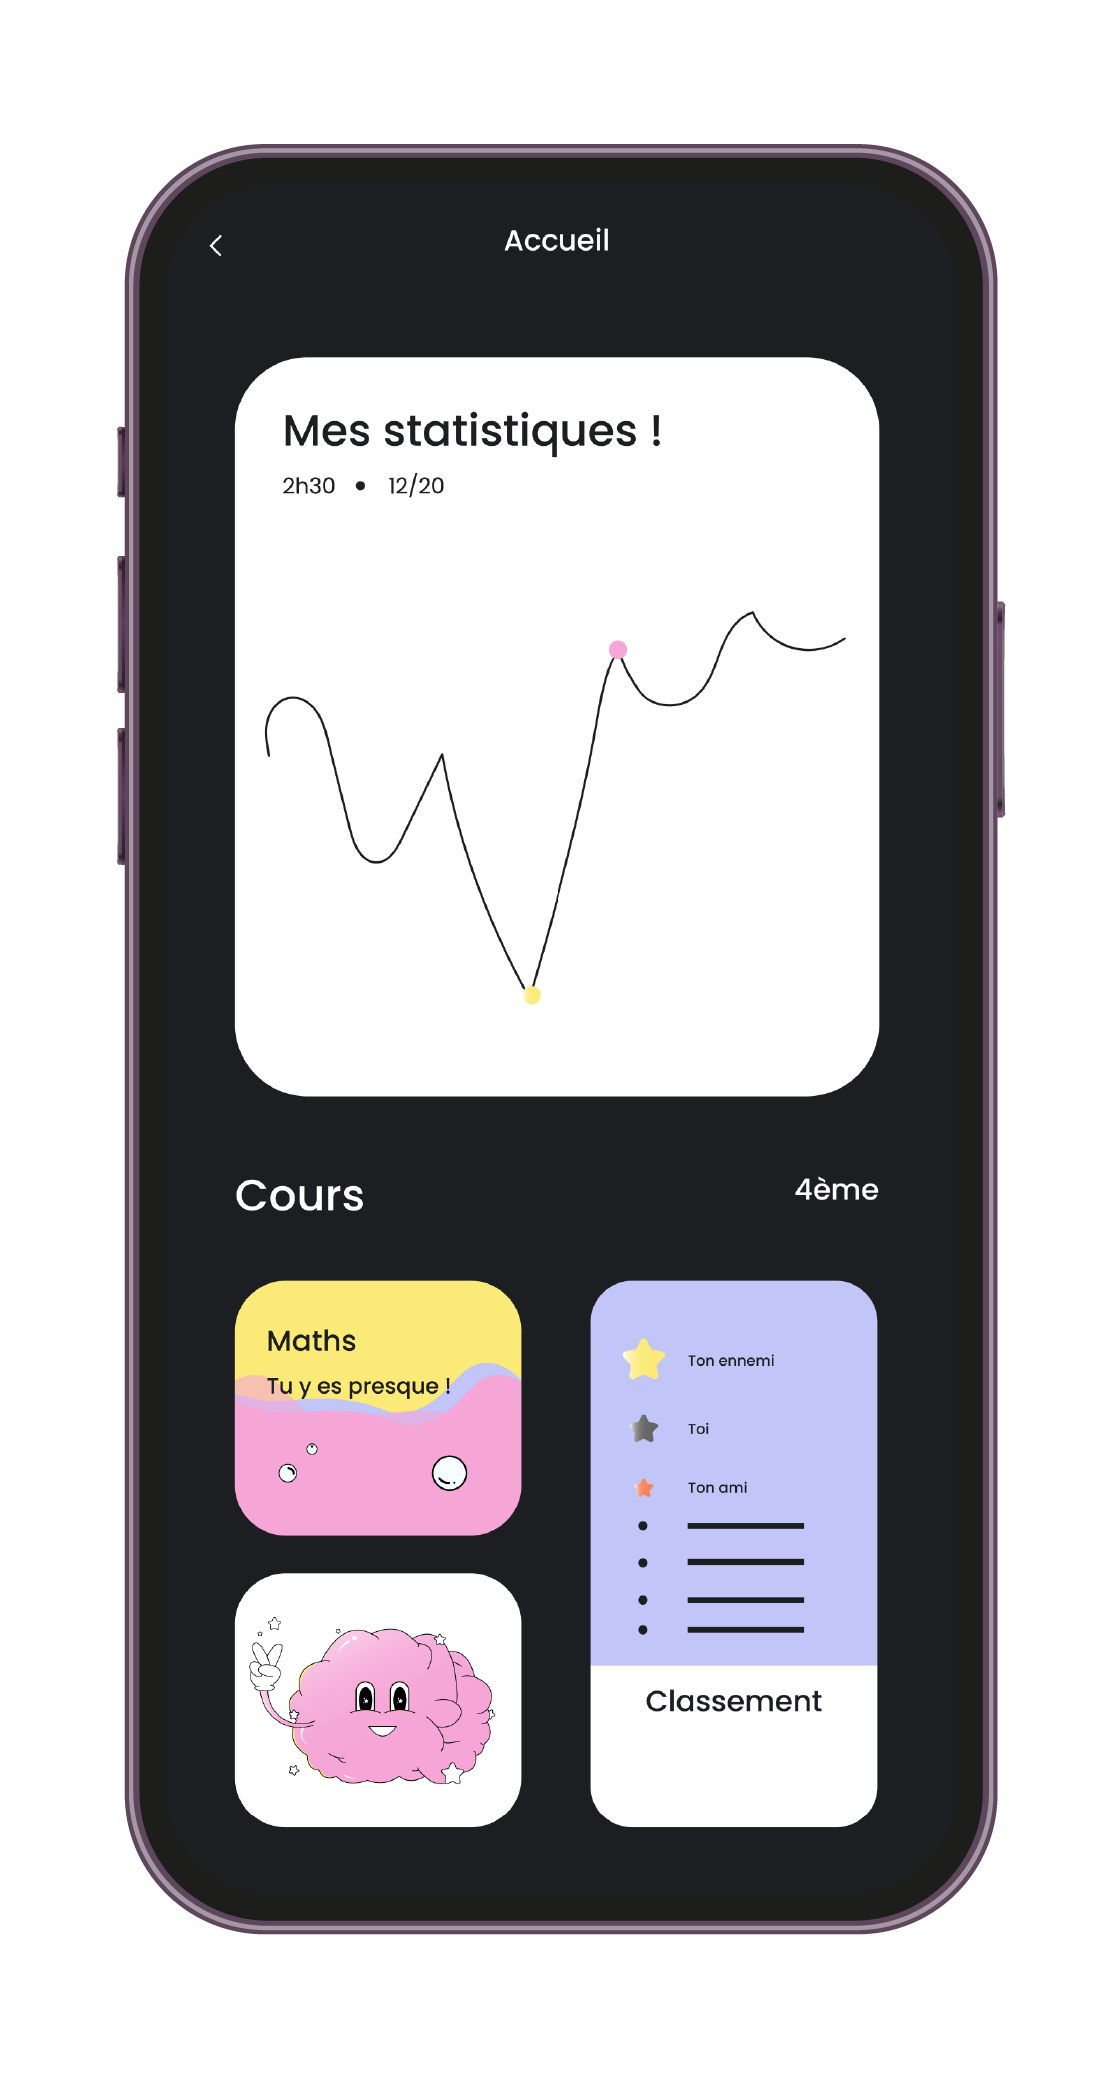 Accueil
Mes statistiques !
2h30 • 12/20
Cours
4ème
Maths
Tu y es presque !
Ton ennemi
Toi
Ton ami
Classement